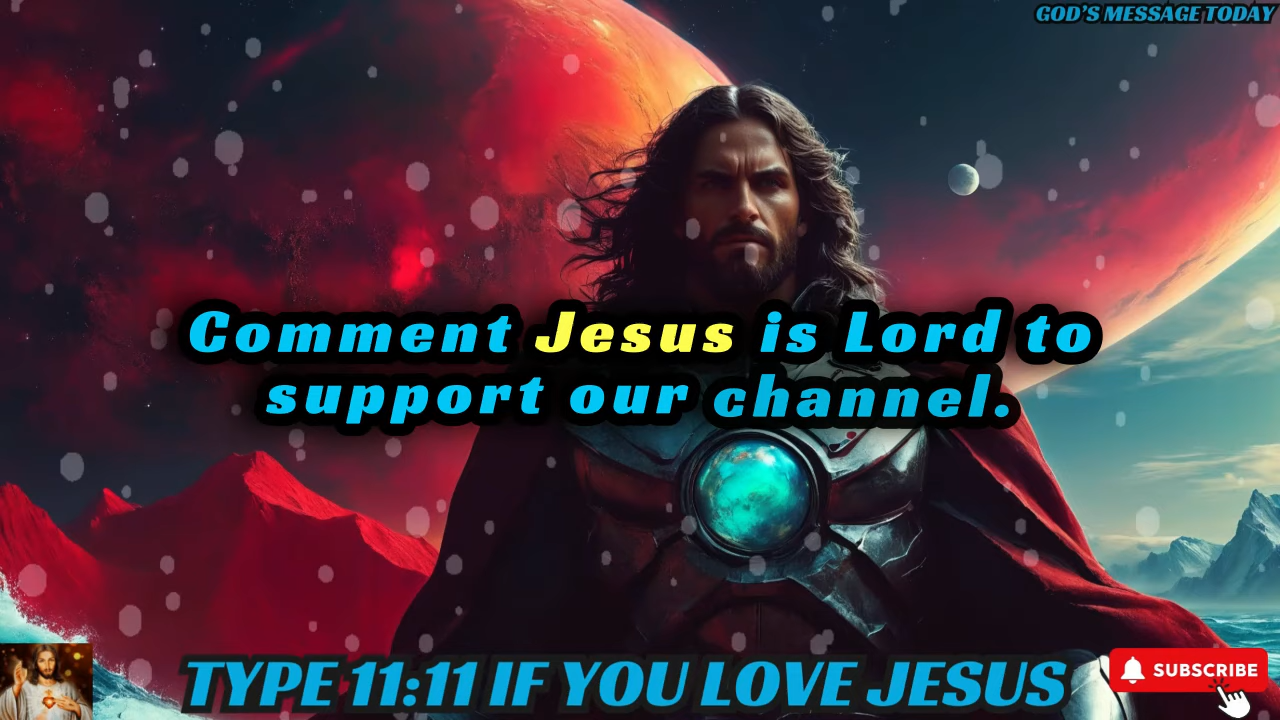 GOD'S MESSAGE TODAY
Comment Jesus is Lord to
support our channel.
TYPE 11:11 IF YOU LOVE JESUS
SUBSCRIBE